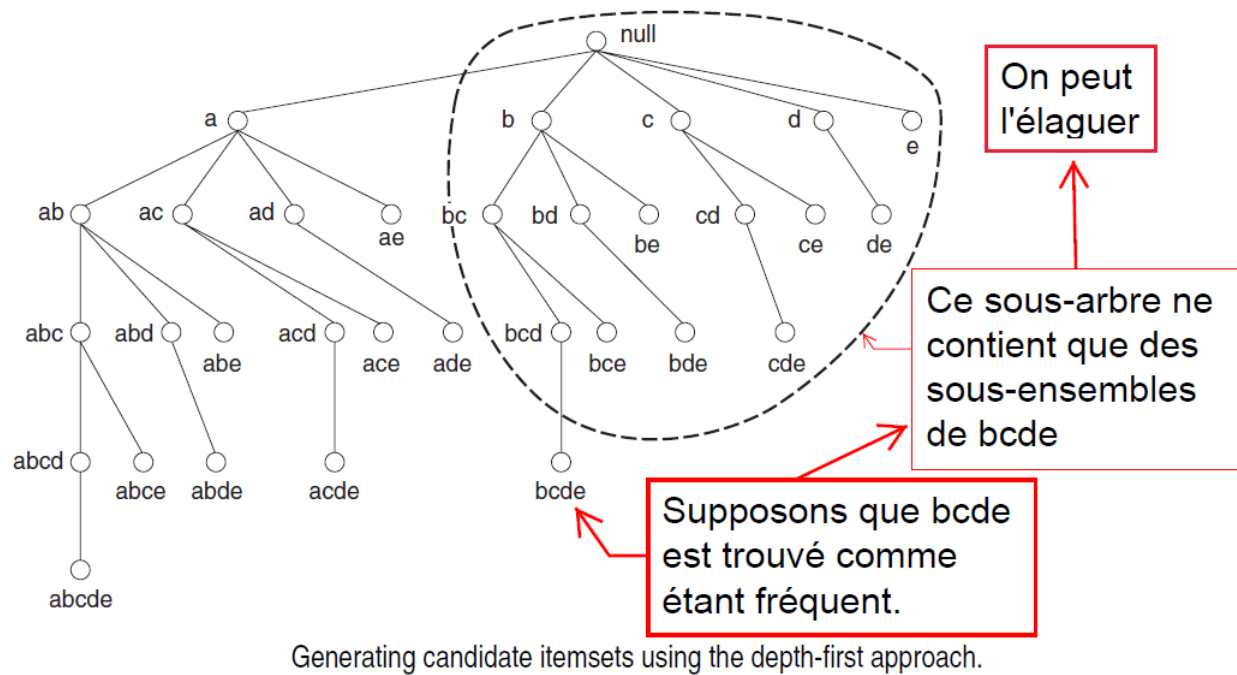 null
On peut
l'élaguer
a
b
c
d
e
ab
ac
ad
ae
bc
bd
be
cd
ce
de
Ce sous-arbre ne
contient que des
sous-ensembles
de bcde
abc
abd
abe
acd
ace
ade
bcd
bce
bde
cde
abcd
abce
abde
acde
bcde
Supposons que bcde
est trouvé comme
étant fréquent.
abcde
Generating candidate itemsets using the depth-first approach.